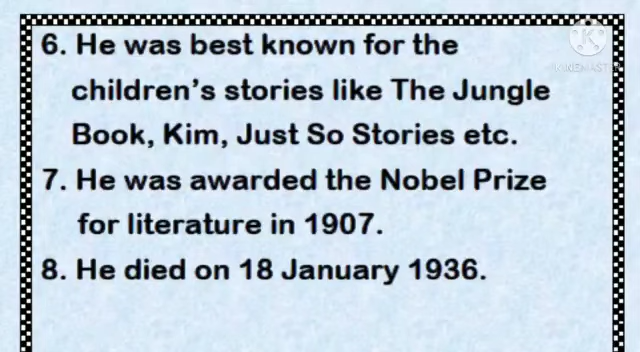 6. He was best known for the
children's stories like The Jungle
Book, Kim, Just So Stories etc.
7. He was awarded the Nobel Prize
for literature in 1907.
8. He died on 18 January 1936.
K
KINEMASTER